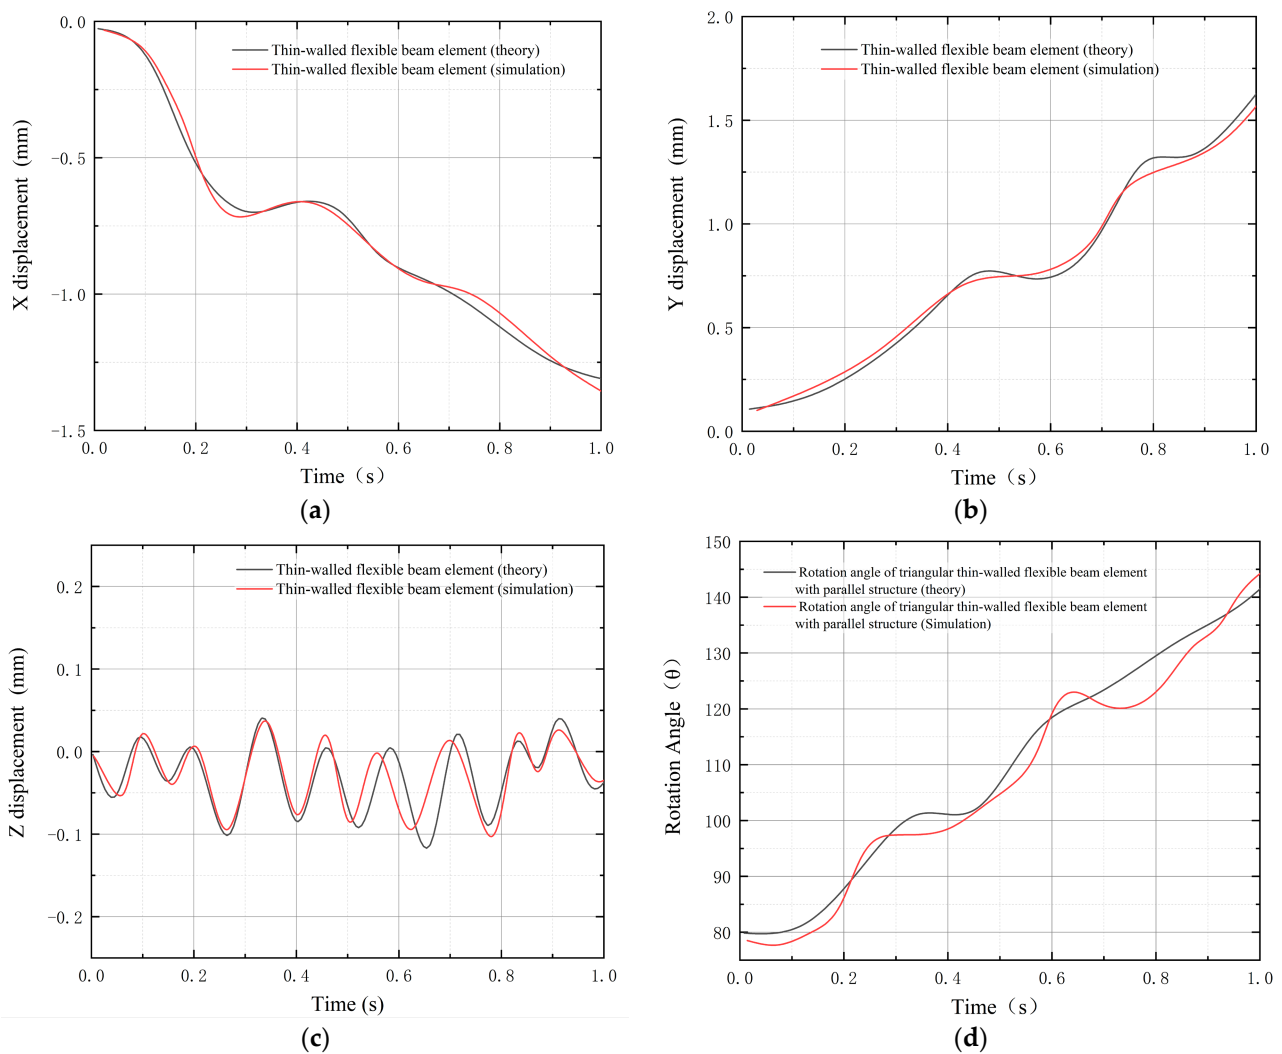 0.0
-0.5
-1.0
-1.5
X displacement (mm)
Thin-walled flexible beam element (theory)
Thin-walled flexible beam element (simulation)
0.0 0.2 0.4 0.6 0.8 1.0
Time（s）
(a)
2.0
1.5
1.0
0.5
0.0
Y displacement (mm)
Thin-walled flexible beam element (theory)
Thin-walled flexible beam element (simulation)
0.0 0.2 0.4 0.6 0.8 1.0
Time（s）
(b)
0.2
0.1
0.0
-0.1
-0.2
Z displacement (mm)
Thin-walled flexible beam element (theory)
Thin-walled flexible beam element (simulation)
0.0 0.2 0.4 0.6 0.8 1.0
Time (s)
(c)
150
140
130
120
110
100
90
80
Rotation Angle（θ）
Rotation angle of triangular thin-walled flexible beam element
with parallel structure (theory)
Rotation angle of triangular thin-walled flexible beam element
with parallel structure (Simulation)
0.0 0.2 0.4 0.6 0.8 1.0
Time（s）
(d)